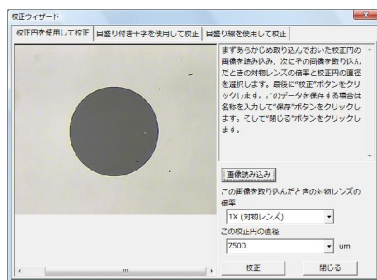 校正ウィザード
校正円を使用して校正
目盛り付き十字を使用して校正
目盛り線を使用して校正
まずあらかじめ取り込んでおいた校正円の
画像を読み込み、次にその画像を取り込ん
だときの対物レンズの倍率と校正円の直径
を選択します。最後に"校正"ボタンをクリ
ックします。このデータを保存する場合は
名称を入力して"保存"ボタンをクリックし
ます。そして"閉じる"ボタンをクリックし
ます。
画像読み込み
この画像を取り込んだときの対物レンズの
倍率
1X (対物レンズ)
この校正円の直径
7500
um
校正
閉じる